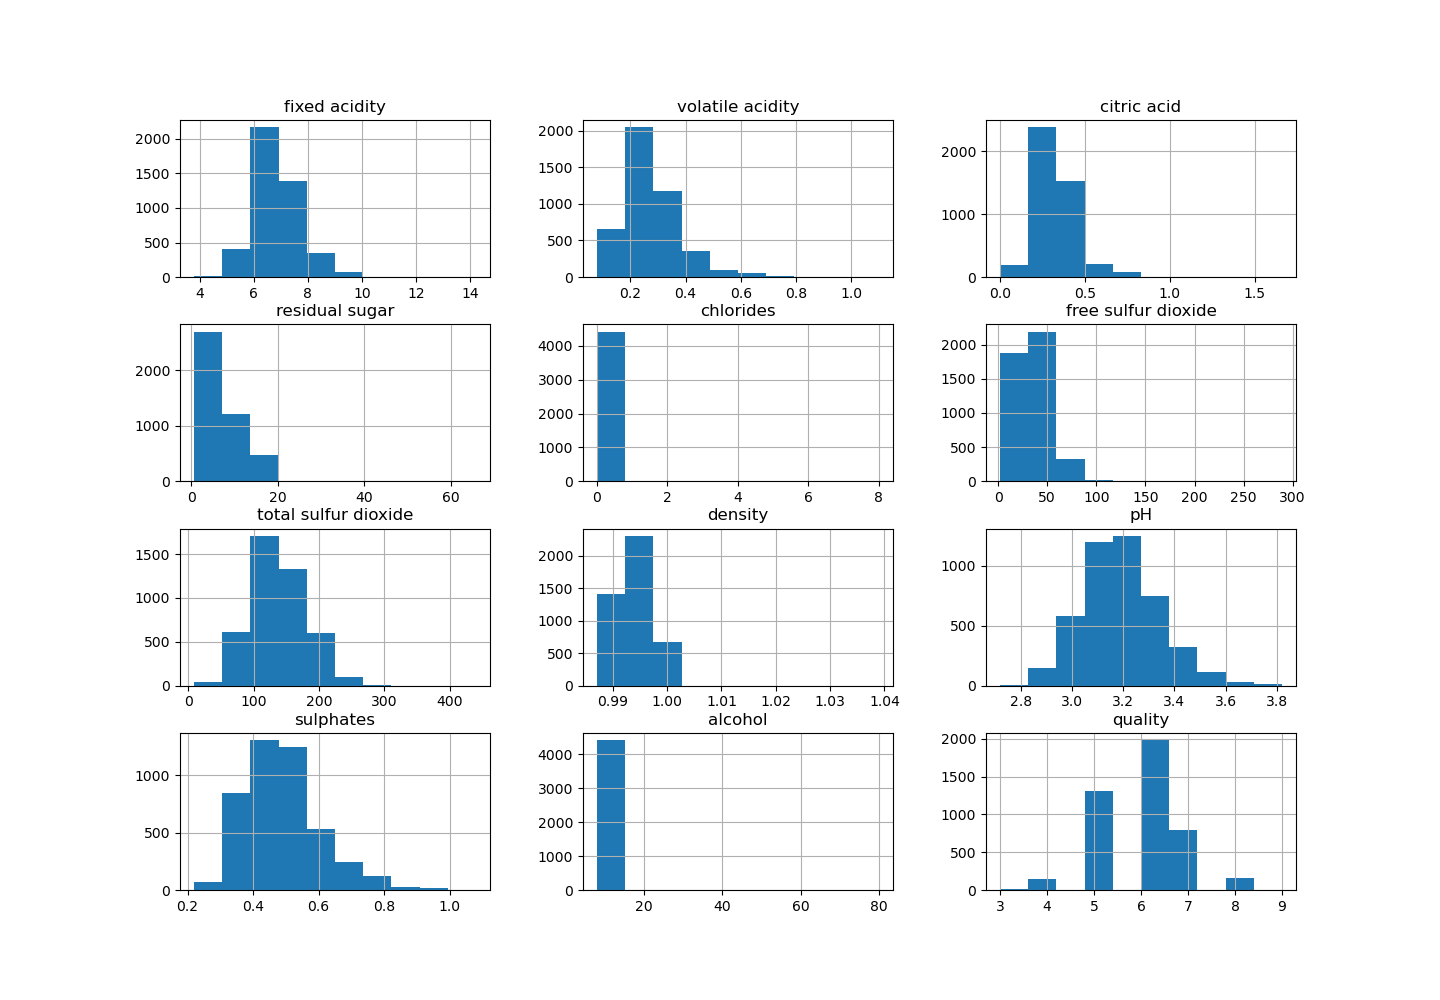 fixed acidity
2000
1500
1000
500
0
4 6 8 10 12 14
volatile acidity
2000
1500
1000
500
0
0.2 0.4 0.6 0.8 1.0
citric acid
2000
1000
0
0.0 0.5 1.0 1.5
residual sugar
2000
1000
0
0 20 40 60
chlorides
4000
3000
2000
1000
0
0 2 4 6 8
free sulfur dioxide
2000
1500
1000
500
0
0 50 100 150 200 250 300
total sulfur dioxide
1500
1000
500
0
0 100 200 300 400
density
2000
1500
1000
500
0
0.99 1.00 1.01 1.02 1.03 1.04
pH
1000
500
0
2.8 3.0 3.2 3.4 3.6 3.8
sulphates
1000
500
0
0.2 0.4 0.6 0.8 1.0
alcohol
4000
3000
2000
1000
0
20 40 60 80
quality
2000
1500
1000
500
0
3 4 5 6 7 8 9